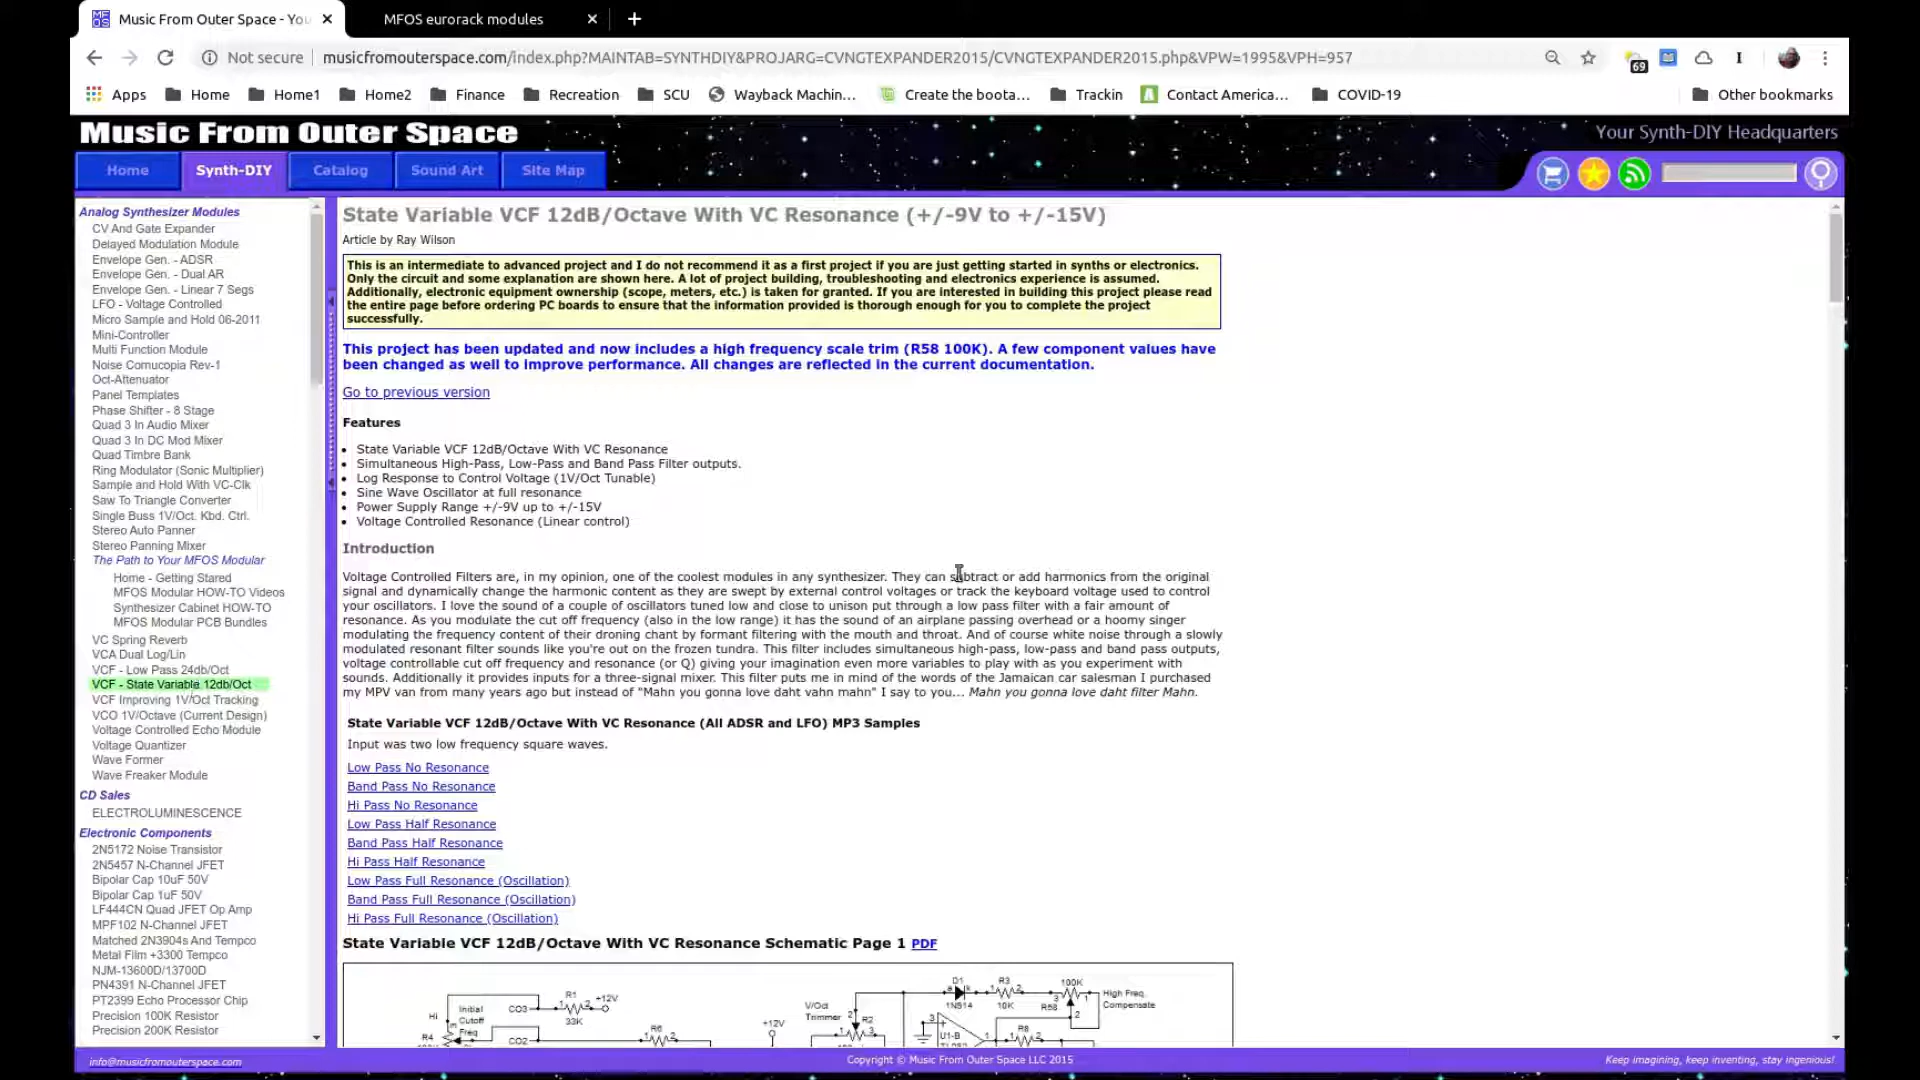 Music From Outer Space - You
MFOS eurorack modules
Not secure
musicfromouterspace.com/index.php?MAINTAB=SYNTHDIY&PROJARG=CVNGTEXPANDER2015/CVNGTEXPANDER2015.php&VPW=1995&VPH=957
69
Apps Home Home1 Home2 Finance Recreation SCU Wayback Machin... Create the boota... Trackin Contact America... COVID-19 Other bookmarks
Music From Outer Space
Your Synth-DIY Headquarters
Home Synth-DIY Catalog Sound Art Site Map
Analog Synthesizer Modules
CV And Gate Expander
Delayed Modulation Module
Envelope Gen. - ADSR
Envelope Gen. - Dual AR
Envelope Gen. - Linear 7 Segs
LFO - Voltage Controlled
Micro Sample and Hold 06-2011
Mini-Controller
Multi Function Module
Noise Cornucopia Rev-1
Oct-Attenuator
Panel Templates
Phase Shifter - 8 Stage
Quad 3 In Audio Mixer
Quad 3 In DC Mod Mixer
Quad Timbre Bank
Ring Modulator (Sonic Multiplier)
Sample and Hold With VC-Clk
Saw To Triangle Converter
Single Buss 1V/Oct. Kbd. Ctrl.
Stereo Auto Panner
Stereo Panning Mixer
The Path to Your MFOS Modular
Home - Getting Stared
MFOS Modular HOW-TO Videos
Synthesizer Cabinet HOW-TO
MFOS Modular PCB Bundles
VC Spring Reverb
VCA Dual Log/Lin
VCF - Low Pass 24db/Oct
VCF - State Variable 12db/Oct
VCF Improving 1V/Oct Tracking
VCO 1V/Octave (Current Design)
Voltage Controlled Echo Module
Voltage Quantizer
Wave Former
Wave Freaker Module
CD Sales
ELECTROLUMINESCENCE
Electronic Components
2N5172 Noise Transistor
2N5457 N-Channel JFET
Bipolar Cap 10uF 50V
Bipolar Cap 1uF 50V
LF444CN Quad JFET Op Amp
MPF102 N-Channel JFET
Matched 2N3904s And Tempco
Metal Film +3300 Tempco
NJM-13600D/13700D
PN4391 N-Channel JFET
PT2399 Echo Processor Chip
Precision 100K Resistor
Precision 200K Resistor
State Variable VCF 12dB/Octave With VC Resonance (+/-9V to +/-15V)
Article by Ray Wilson
This is an intermediate to advanced project and I do not recommend it as a first project if you are just getting started in synths or electronics.
Only the circuit and some explanation are shown here. A lot of project building, troubleshooting and electronics experience is assumed.
Additionally, electronic equipment ownership (scope, meters, etc.) is taken for granted. If you are interested in building this project please read
the entire page before ordering PC boards to ensure that the information provided is thorough enough for you to complete the project
successfully.
This project has been updated and now includes a high frequency scale trim (R58 100K). A few component values have
been changed as well to improve performance. All changes are reflected in the current documentation.
Go to previous version
Features
State Variable VCF 12dB/Octave With VC Resonance
Simultaneous High-Pass, Low-Pass and Band Pass Filter outputs.
Log Response to Control Voltage (1V/Oct Tunable)
Sine Wave Oscillator at full resonance
Power Supply Range +/-9V up to +/-15V
Voltage Controlled Resonance (Linear control)
Introduction
Voltage Controlled Filters are, in my opinion, one of the coolest modules in any synthesizer. They can subtract or add harmonics from the original
signal and dynamically change the harmonic content as they are swept by external control voltages or track the keyboard voltage used to control
your oscillators. I love the sound of a couple of oscillators tuned low and close to unison put through a low pass filter with a fair amount of
resonance. As you modulate the cut off frequency (also in the low range) it has the sound of an airplane passing overhead or a hoomy singer
modulating the frequency content of their droning chant by formant filtering with the mouth and throat. And of course white noise through a slowly
modulated resonant filter sounds like you're out on the frozen tundra. This filter includes simultaneous high-pass, low-pass and band pass outputs,
voltage controllable cut off frequency and resonance (or Q) giving your imagination even more variables to play with as you experiment with
sounds. Additionally it provides inputs for a three-signal mixer. This filter puts me in mind of the words of the Jamaican car salesman I purchased
my MPV van from many years ago but instead of "Mahn you gonna love daht vahn mahn" I say to you... Mahn you gonna love daht filter Mahn.
State Variable VCF 12dB/Octave With VC Resonance (All ADSR and LFO) MP3 Samples
Input was two low frequency square waves.
Low Pass No Resonance
Band Pass No Resonance
Hi Pass No Resonance
Low Pass Half Resonance
Band Pass Half Resonance
Hi Pass Half Resonance
Low Pass Full Resonance (Oscillation)
Band Pass Full Resonance (Oscillation)
Hi Pass Full Resonance (Oscillation)
State Variable VCF 12dB/Octave With VC Resonance Schematic Page 1 PDF
Hi
Initial
Cutoff
Freq
R4
CO3
CO2
R1
33K
+12V
R6
+12V
V/Oct
Trimmer
R2
D1
1N914
R3
10K
100K
R58
High Freq.
Compensate
U1-B
R8
info@musicfromouterspace.com
Copyright © Music From Outer Space LLC 2015
Keep imagining, keep inventing, stay ingenious!